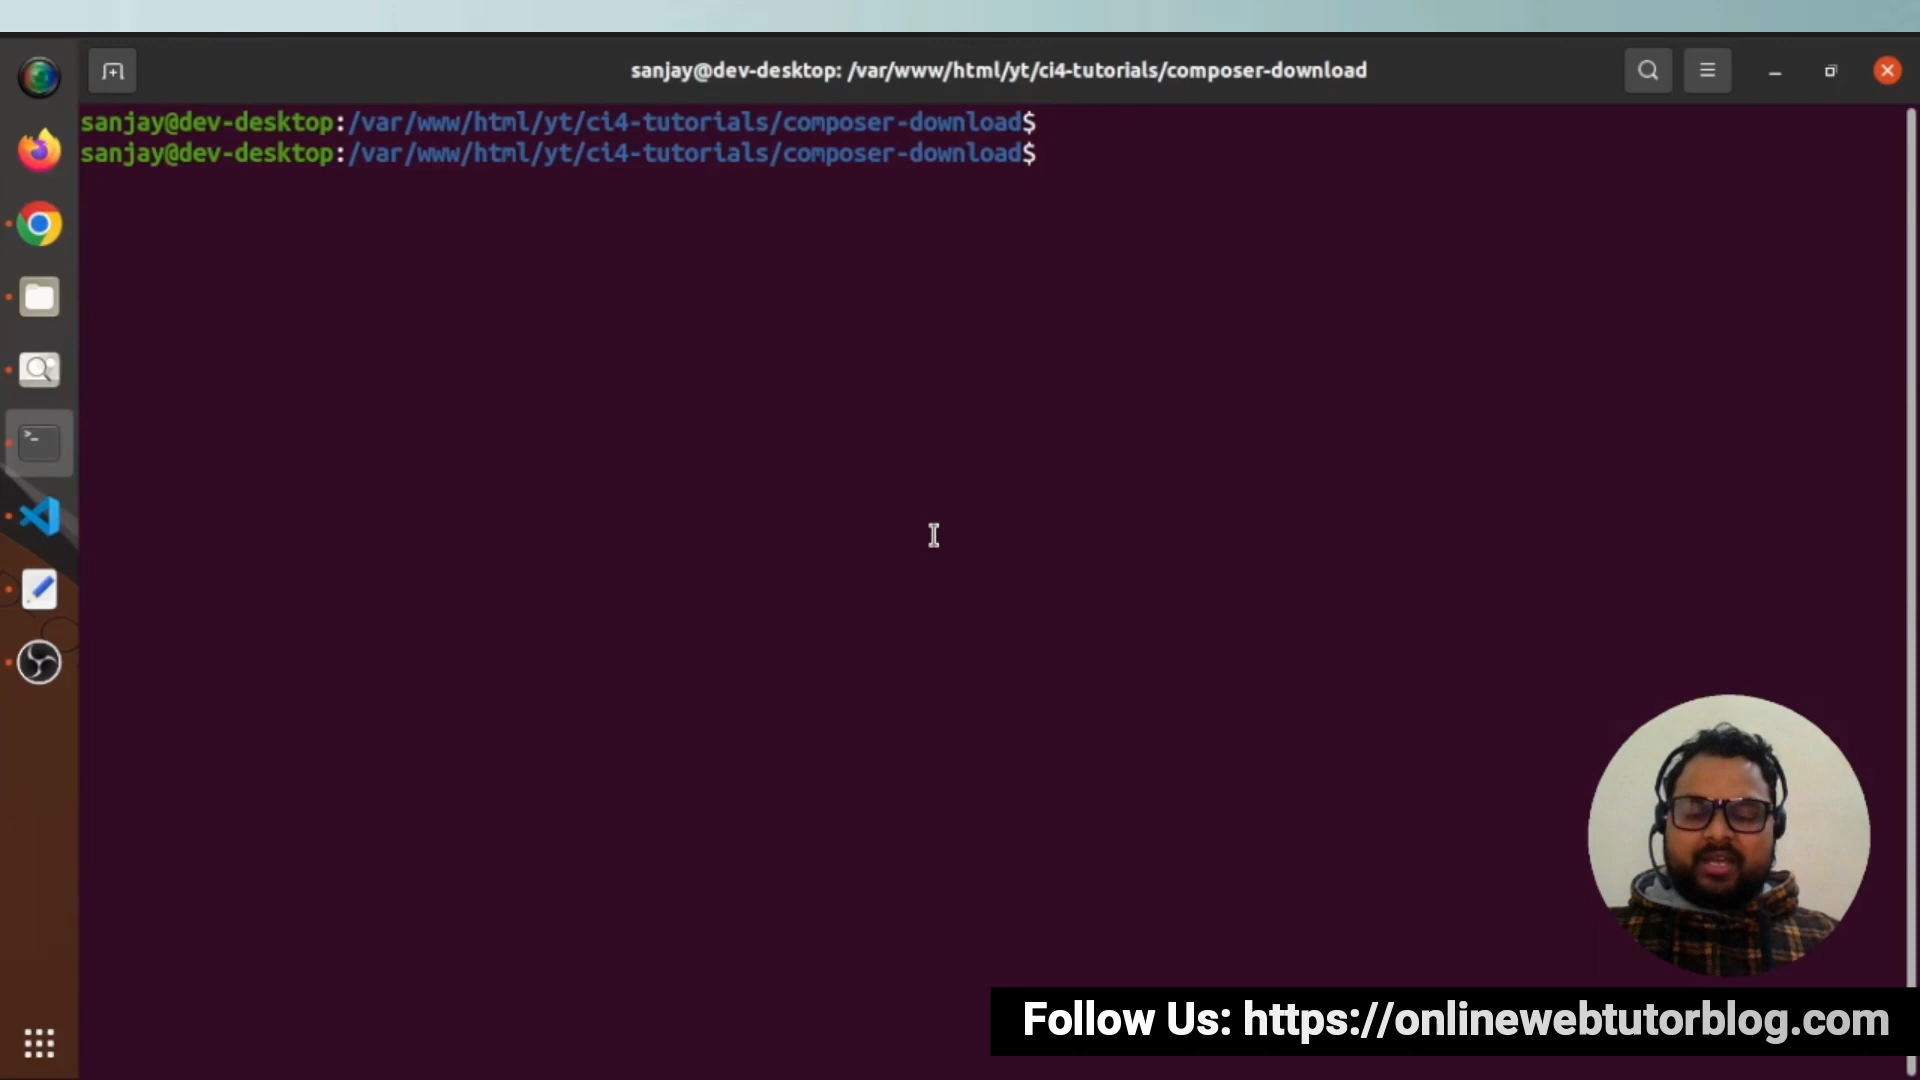 sanjay@dev-desktop: /var/www/html/yt/ci4-tutorials/composer-download
sanjay@dev-desktop:/var/www/html/yt/ci4-tutorials/composer-download$
sanjay@dev-desktop:/var/www/html/yt/ci4-tutorials/composer-download$
Follow Us: https://onlinewebtutorblog.com